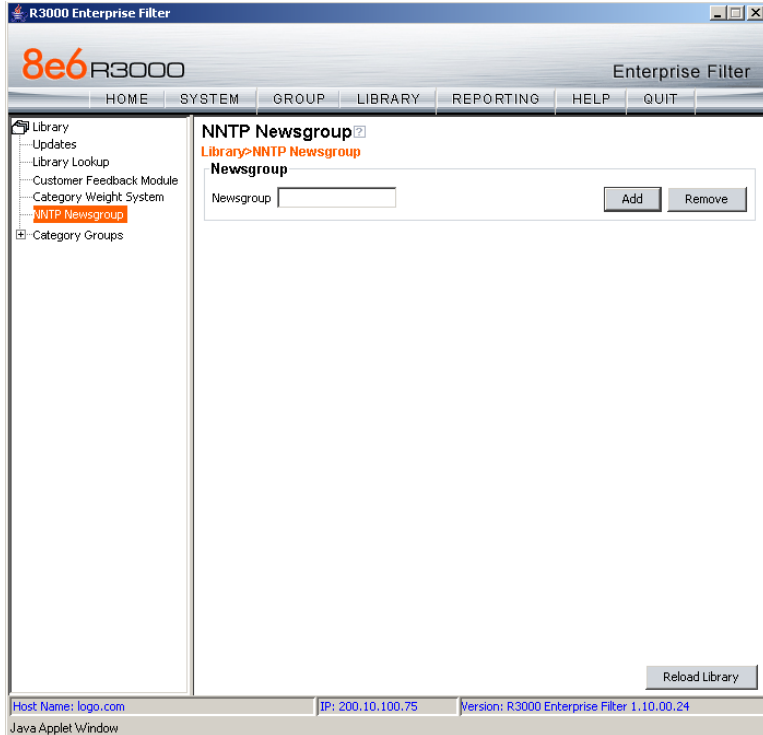 R3000 Enterprise Filter
8e6 R3000
Enterprise Filter
HOME SYSTEM GROUP LIBRARY REPORTING HELP QUIT
Library
Updates
Library Lookup
Customer Feedback Module
Category Weight System
NNTP Newsgroup
Category Groups
NNTP Newsgroup ?
Library>NNTP Newsgroup
Newsgroup
Newsgroup Add Remove
Reload Library
Host Name: logo.com IP: 200.10.100.75 Version: R3000 Enterprise Filter 1.10.00.24
Java Applet Window